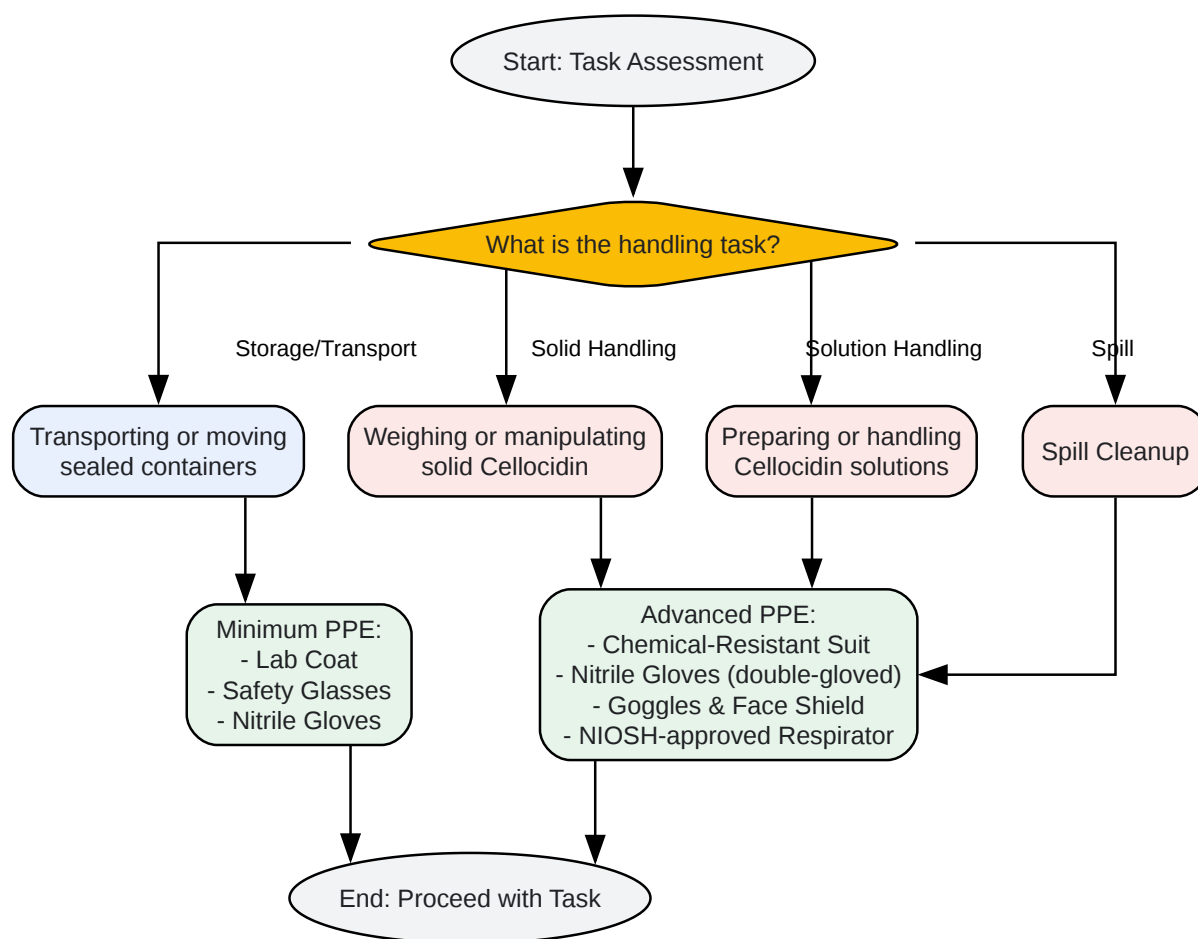 Start: Task Assessment
What is the handling task?
Storage/Transport
Solid Handling
Solution Handling
Spill
Transporting or moving
sealed containers
Weighing or manipulating
solid Cellocidin
Preparing or handling
Cellocidin solutions
Spill Cleanup
Minimum PPE:
- Lab Coat
- Safety Glasses
- Nitrile Gloves
Advanced PPE:
- Chemical-Resistant Suit
- Nitrile Gloves (double-gloved)
- Goggles & Face Shield
- NIOSH-approved Respirator
End: Proceed with Task